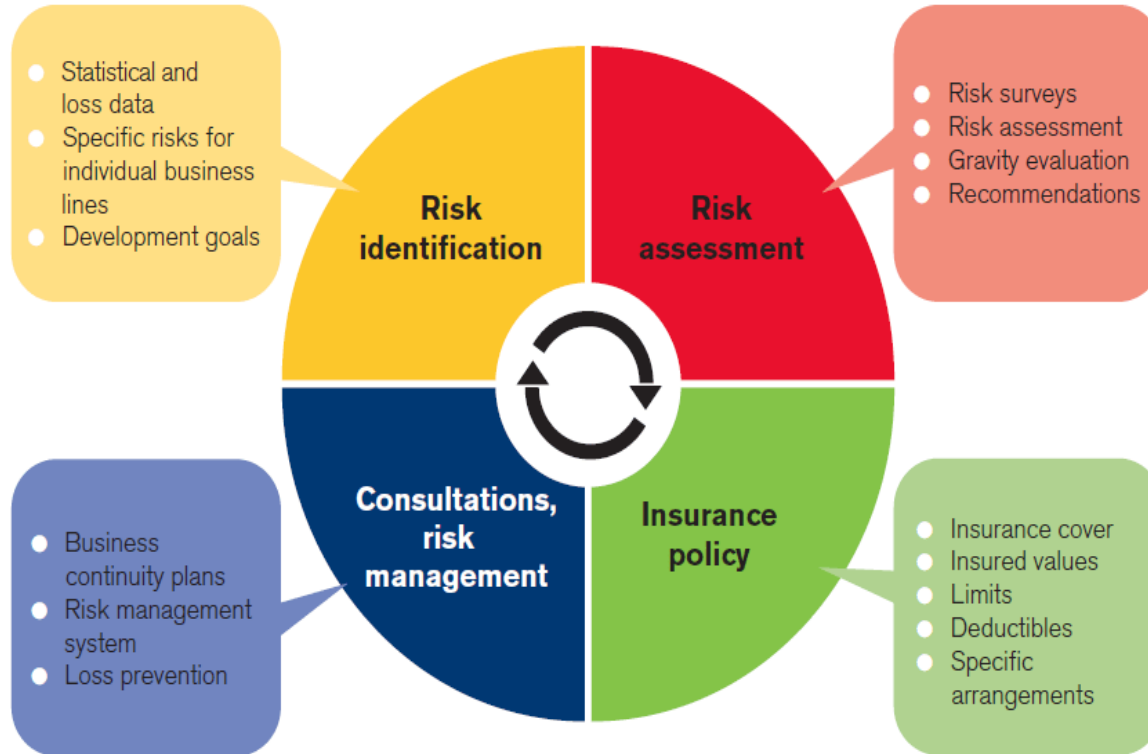 Statistical and
loss data
Specific risks for
individual business
lines
Development goals
Risk
identification
Risk
assessment
Risk surveys
Risk assessment
Gravity evaluation
Recommendations
Consultations,
risk
management
Insurance
policy
Business
continuity plans
Risk management
system
Loss prevention
Insurance cover
Insured values
Limits
Deductibles
Specific
arrangements